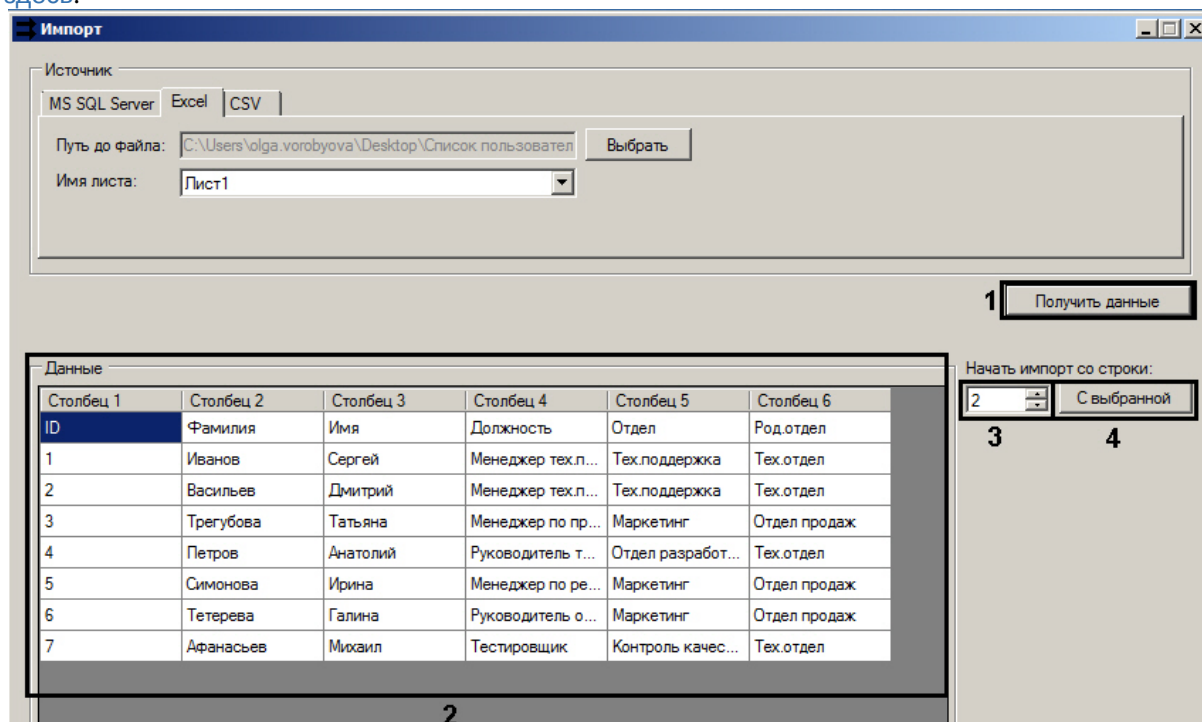 здесь.
Импорт
Источник
MS SQL Server Excel CSV
Путь до файла: C:\Users\olga.vorobyova\Desktop\Список пользовател Выбрать
Имя листа: Лист1
1 Получить данные
Данные Начать импорт со строки:
Столбец 1 Столбец 2 Столбец 3 Столбец 4 Столбец 5 Столбец 6 2 С выбранной
ID Фамилия Имя Должность Отдел Род.отдел 3 4
1 Иванов Сергей Менеджер тех.п... Тех.поддержка Тех.отдел
2 Васильев Дмитрий Менеджер тех.п... Тех.поддержка Тех.отдел
3 Трегубова Татьяна Менеджер по пр... Маркетинг Отдел продаж
4 Петров Анатолий Руководитель т... Отдел разработ... Тех.отдел
5 Симонова Ирина Менеджер по ре... Маркетинг Отдел продаж
6 Тетерева Галина Руководитель о... Маркетинг Отдел продаж
7 Афанасьев Михаил Тестировщик Контроль качес... Тех.отдел
2